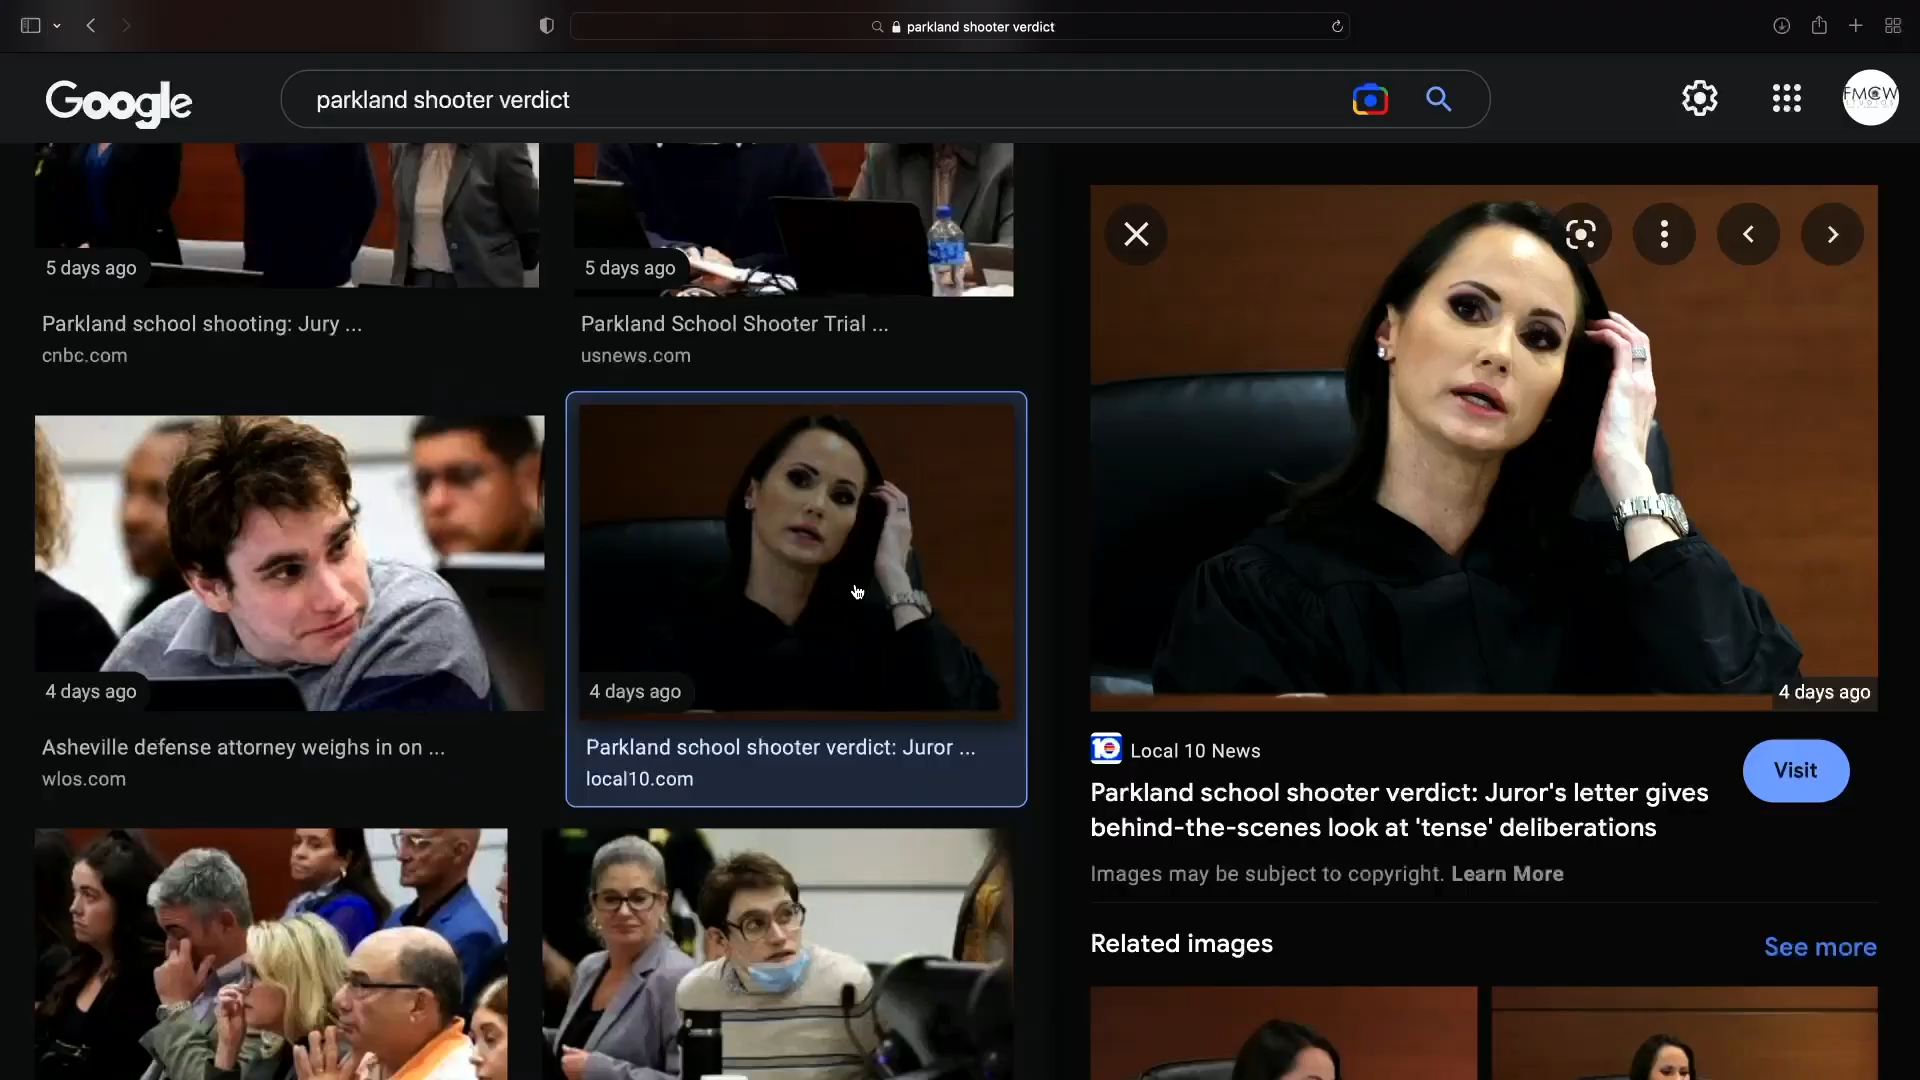 parkland shooter verdict
Google
parkland shooter verdict
FMCW
5 days ago
5 days ago
Parkland school shooting: Jury ...
cnbc.com
Parkland School Shooter Trial ...
usnews.com
4 days ago
4 days ago
Asheville defense attorney weighs in on ...
wlos.com
Parkland school shooter verdict: Juror ...
local10.com
4 days ago
10
Local 10 News
Visit
Parkland school shooter verdict: Juror's letter gives
behind-the-scenes look at 'tense' deliberations
Images may be subject to copyright. Learn More
Related images
See more